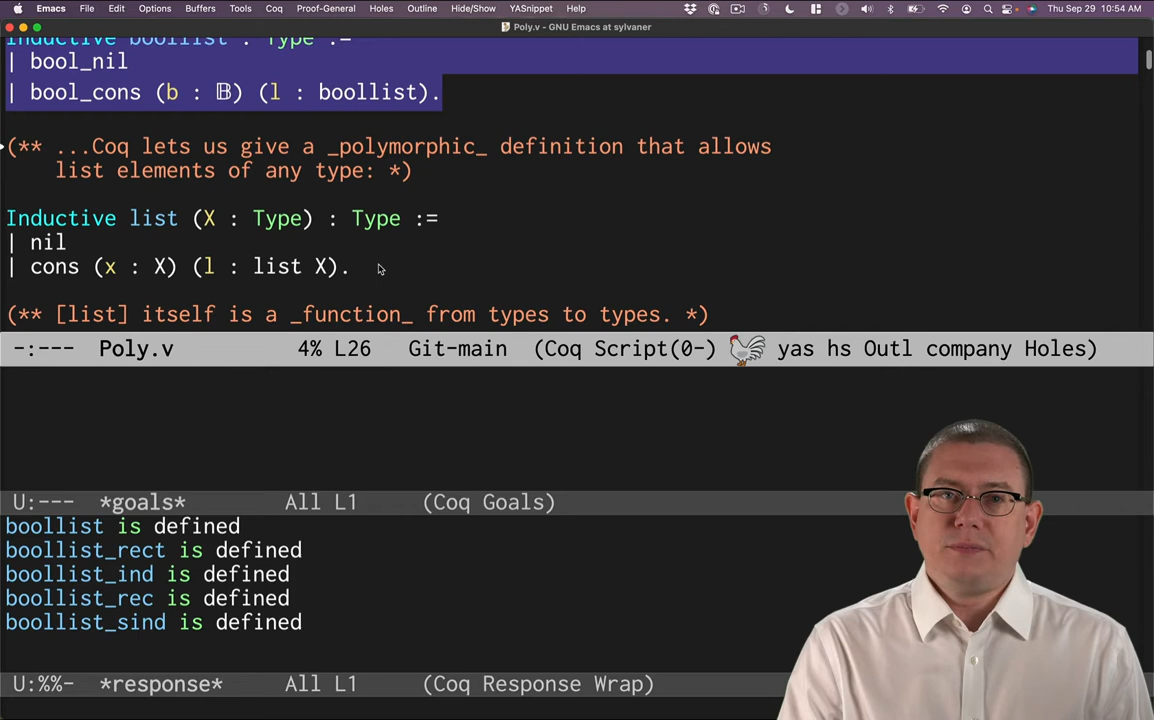 Emacs File Edit Options Buffers Tools Coq Proof-General Holes Outline Hide/Show YASnippet Help Thu Sep 29 10:54 AM
Poly.v - GNU Emacs at sylvaner
Inductive boollist : Type :=
| bool_nil
| bool_cons (b : 𝔹) (l : boollist).
(** ...Coq lets us give a _polymorphic_ definition that allows
list elements of any type: *)
Inductive list (X : Type) : Type :=
| nil
| cons (x : X) (l : list X).
(** [list] itself is a _function_ from types to types. *)
-:--- Poly.v 4% L26 Git-main (Coq Script(0-) yas hs Outl company Holes)
U:--- *goals* All L1 (Coq Goals)
boollist is defined
boollist_rect is defined
boollist_ind is defined
boollist_rec is defined
boollist_sind is defined
U:%%- *response* All L1 (Coq Response Wrap)